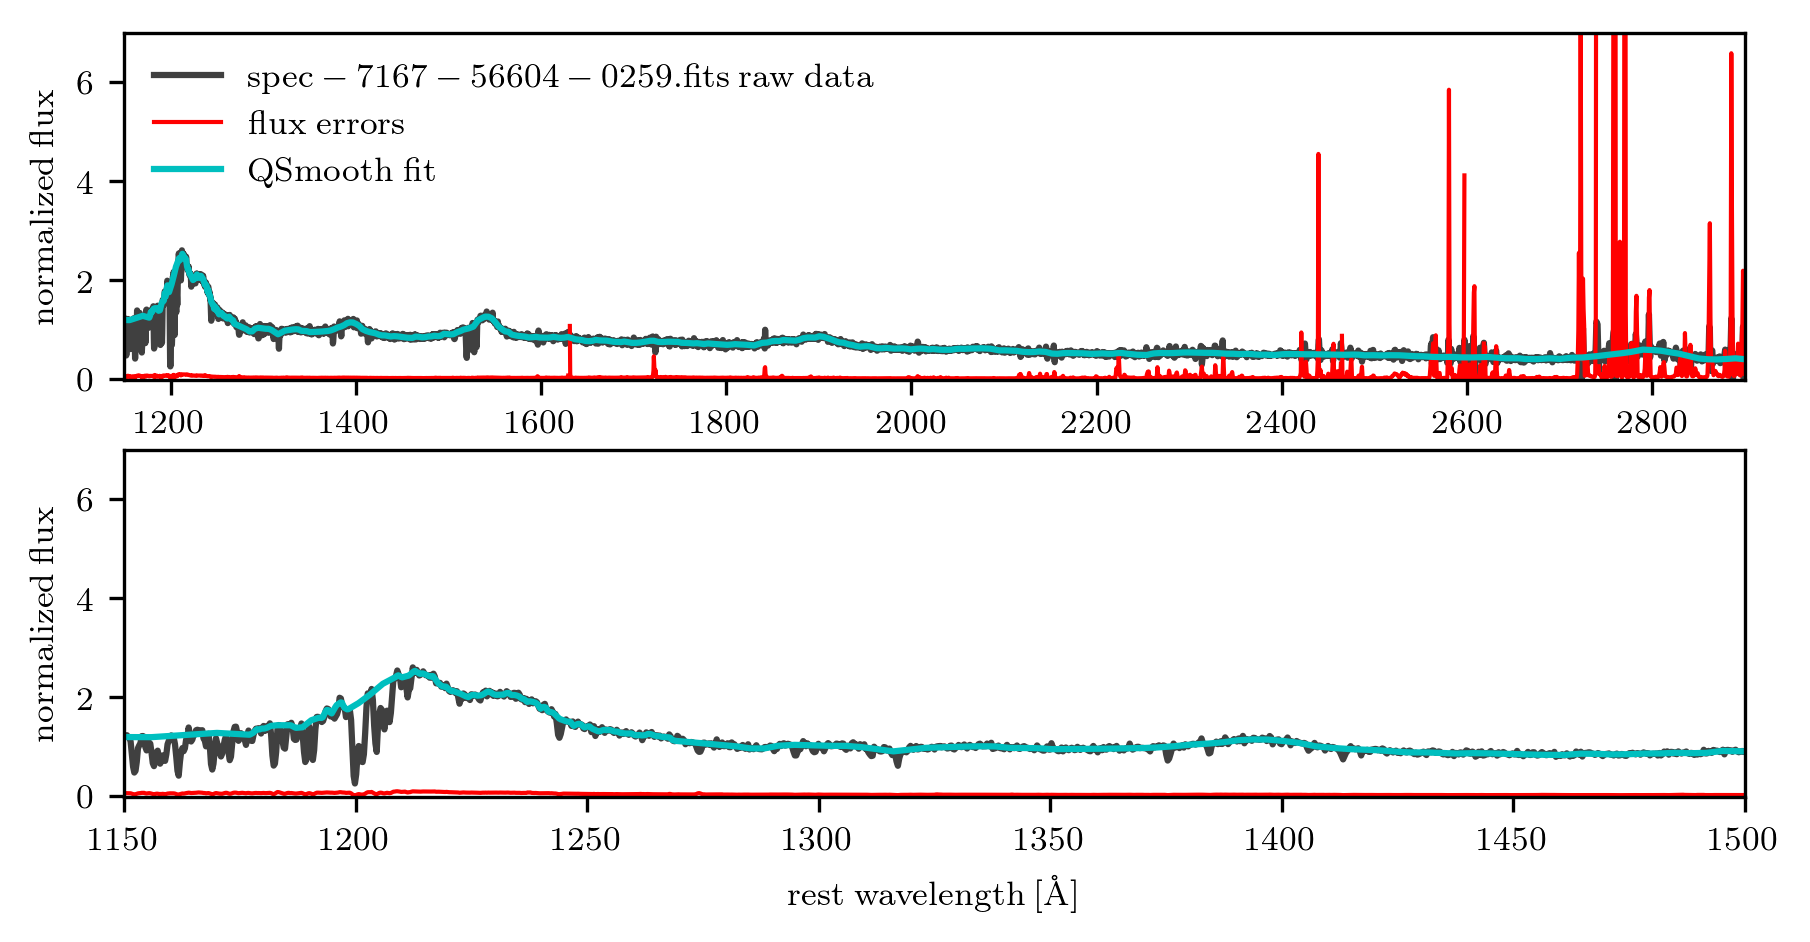 normalized flux
6
4
2
0
spec − 7167 − 56604 − 0259.fits raw data
flux errors
QSmooth fit
1200 1400 1600 1800 2000 2200 2400 2600 2800
normalized flux
6
4
2
0
1150 1200 1250 1300 1350 1400 1450 1500
rest wavelength [Å]